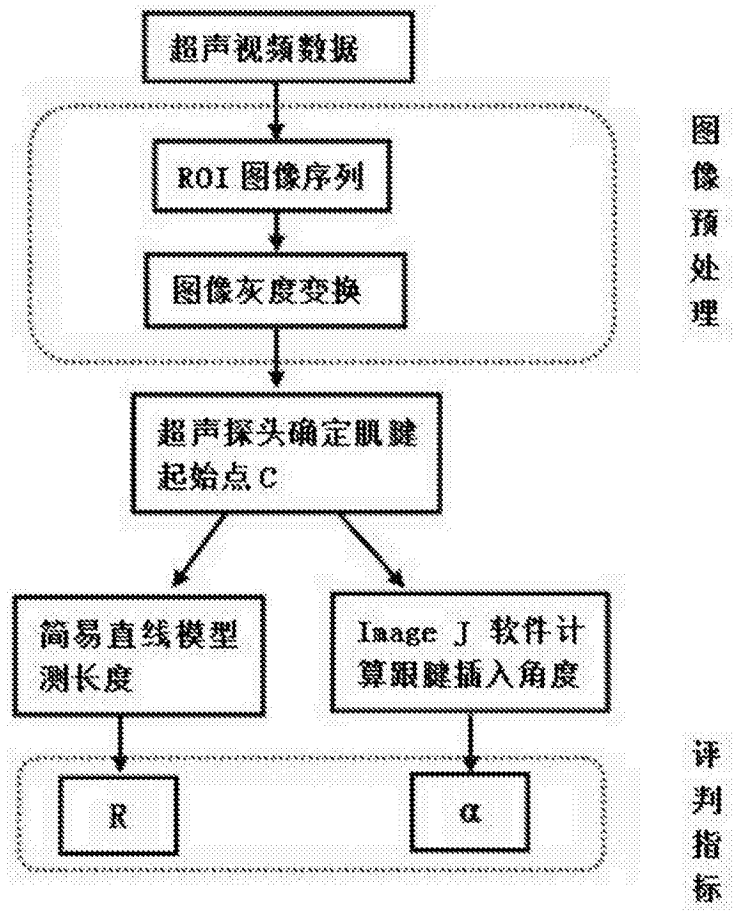 超声视频数据
ROI 图像序列
图像灰度变换
图像预处理
超声探头确定肌腱
起始点 C
简易直线模型
测长度
Image J 软件计
算跟腱插入角度
R
α
评判指标